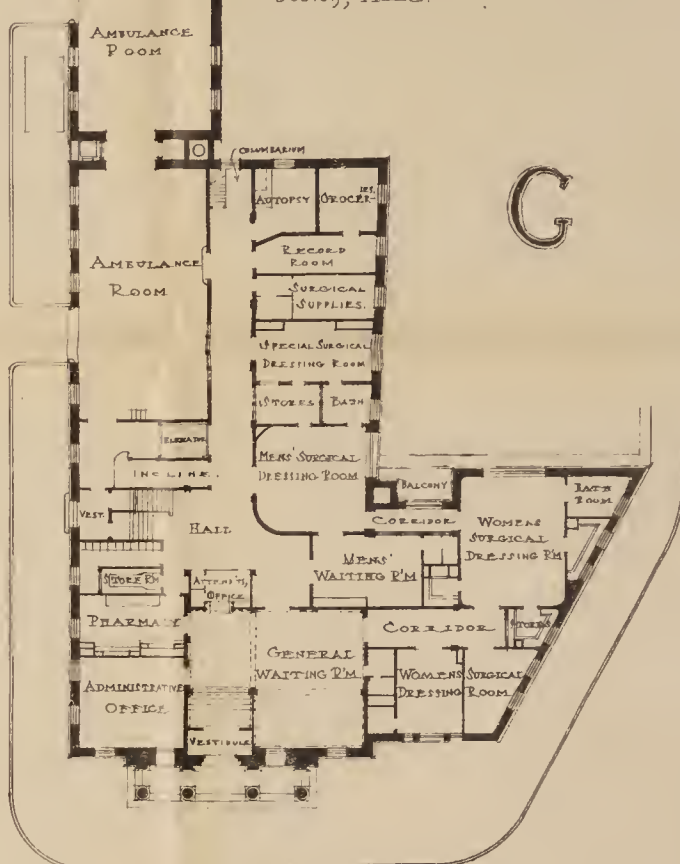 AMBULANCE
ROOM
COLUMBARIUM
G
AUTOPSY
GROCER-
IES.
RECORD
ROOM
AMBULANCE
ROOM
SURGICAL
SUPPLIES.
SPECIAL SURGICAL
DRESSING ROOM
STORES
BATH
ELEVATOR
MENS' SURGICAL
DRESSING ROOM
INCLINE.
BALCONY
BATH
ROOM
VEST.
CORRIDOR
WOMENS
SURGICAL
DRESSING R'M
HALL
MENS'
WAITING R'M
STORE R'M
OFFICE
PHARMACY
CORRIDOR
STORES
GENERAL
WAITING R'M
ADMINISTRATIVE
OFFICE
WOMENS
DRESSING
SURGICAL
ROOM
VESTIBULE